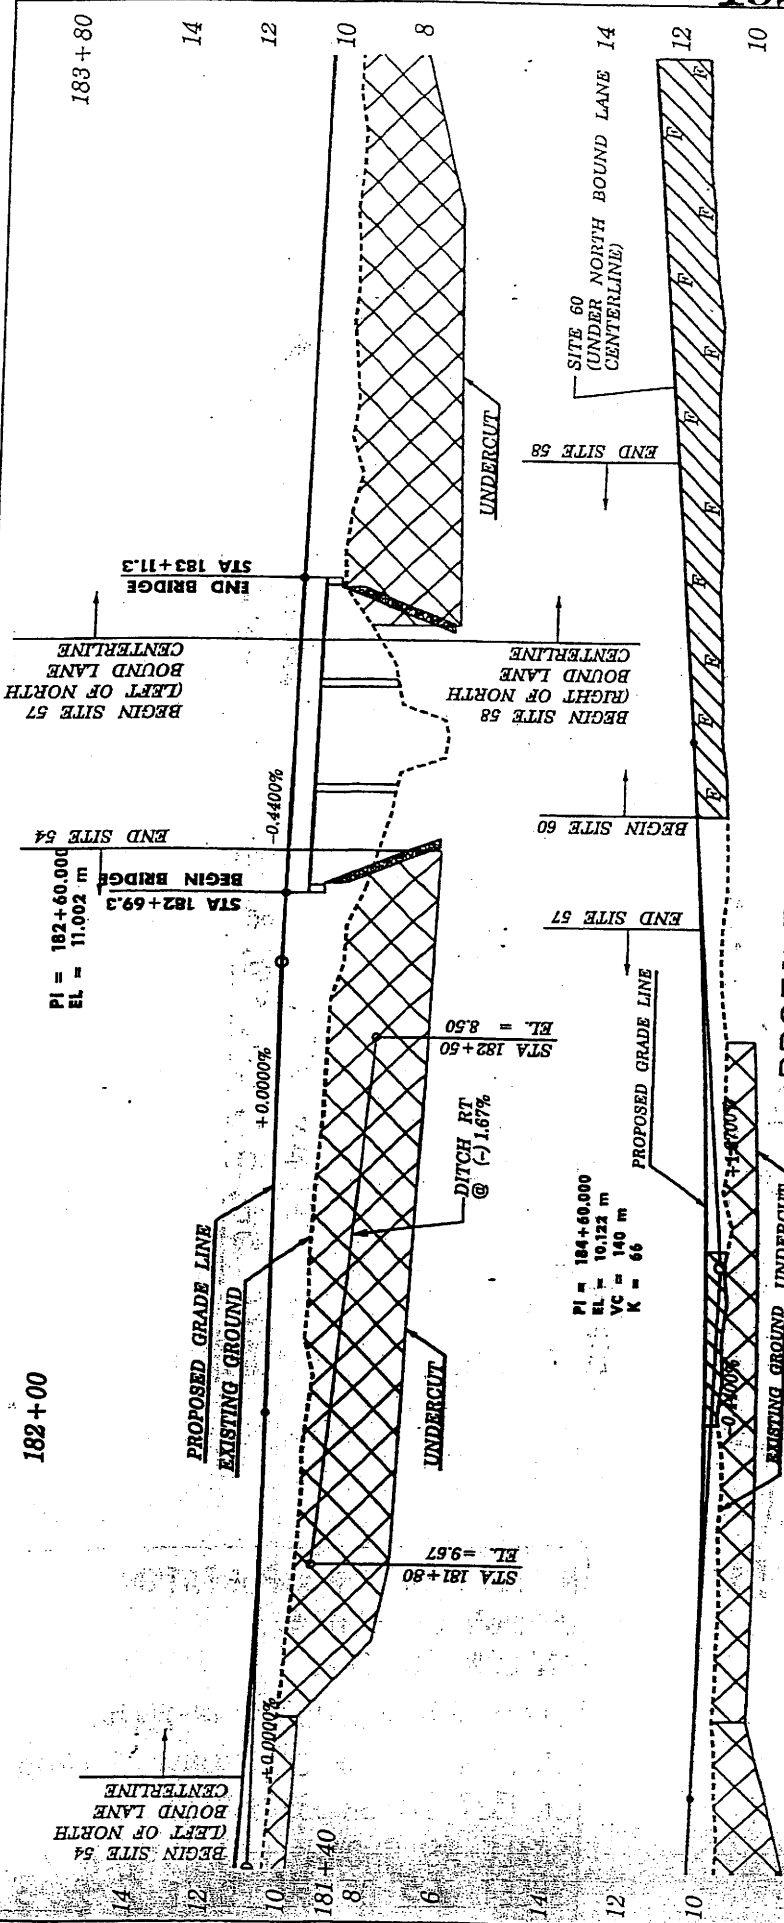 183+80
14
12
10
8
182+00
PI = 182+60.000
EL = 11.002 m
+0.0000%
-0.4400%
PROPOSED GRADE LINE
EXISTING GROUND
BEGIN SITE 54
(LEFT OF NORTH
BOUND LANE
CENTERLINE
+0.0000%
STA 181+80
EL. =9.67
DITCH RT
@ (-) 1.67%
UNDERCUT
STA 182+50
EL. = 8.50
STA 182+69.3
BEGIN BRIDGE
END SITE 54
BEGIN SITE 57
(LEFT OF NORTH
BOUND LANE
CENTERLINE
END BRIDGE
STA 183+11.3
UNDERCUT
14
12
10
181+40
8
6
14
12
10
BEGIN SITE 58
(RIGHT OF NORTH
BOUND LANE
CENTERLINE
END SITE 58
SITE 60
(UNDER NORTH BOUND LANE
CENTERLINE)
BEGIN SITE 60
END SITE 57
PROPOSED GRADE LINE
PI = 184+60.000
EL = 10.122 m
VC = 140 m
K = 66
-0.4400%
EXISTING GROUND
UNDERCUT
F
F
F
F
F
F
F
F
F
F
F
F
F
14
12
10